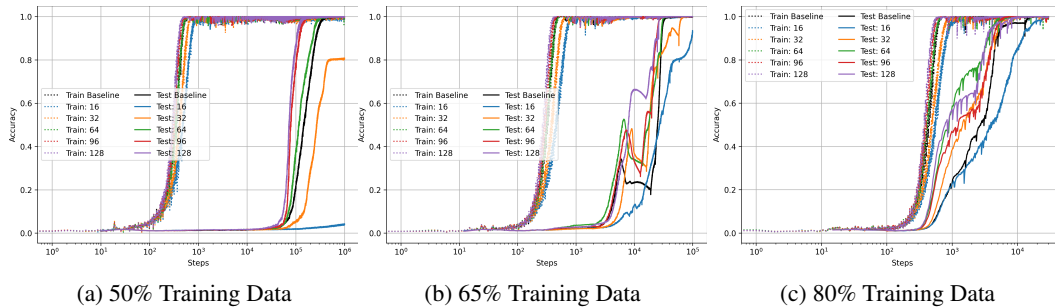 1.0
0.8
0.6
0.4
0.2
0.0
Accuracy
Train Baseline
Train: 16
Train: 32
Train: 64
Train: 96
Train: 128
Test Baseline
Test: 16
Test: 32
Test: 64
Test: 96
Test: 128
10⁰ 10¹ 10² 10³ 10⁴ 10⁵ 10⁶
Steps
(a) 50% Training Data
1.0
0.8
0.6
0.4
0.2
0.0
Accuracy
Train Baseline
Train: 16
Train: 32
Train: 64
Train: 96
Train: 128
Test Baseline
Test: 16
Test: 32
Test: 64
Test: 96
Test: 128
10⁰ 10¹ 10² 10³ 10⁴ 10⁵
Steps
(b) 65% Training Data
1.0
0.8
0.6
0.4
0.2
0.0
Accuracy
Train Baseline
Train: 16
Train: 32
Train: 64
Train: 96
Train: 128
Test Baseline
Test: 16
Test: 32
Test: 64
Test: 96
Test: 128
10⁰ 10¹ 10² 10³ 10⁴
Steps
(c) 80% Training Data